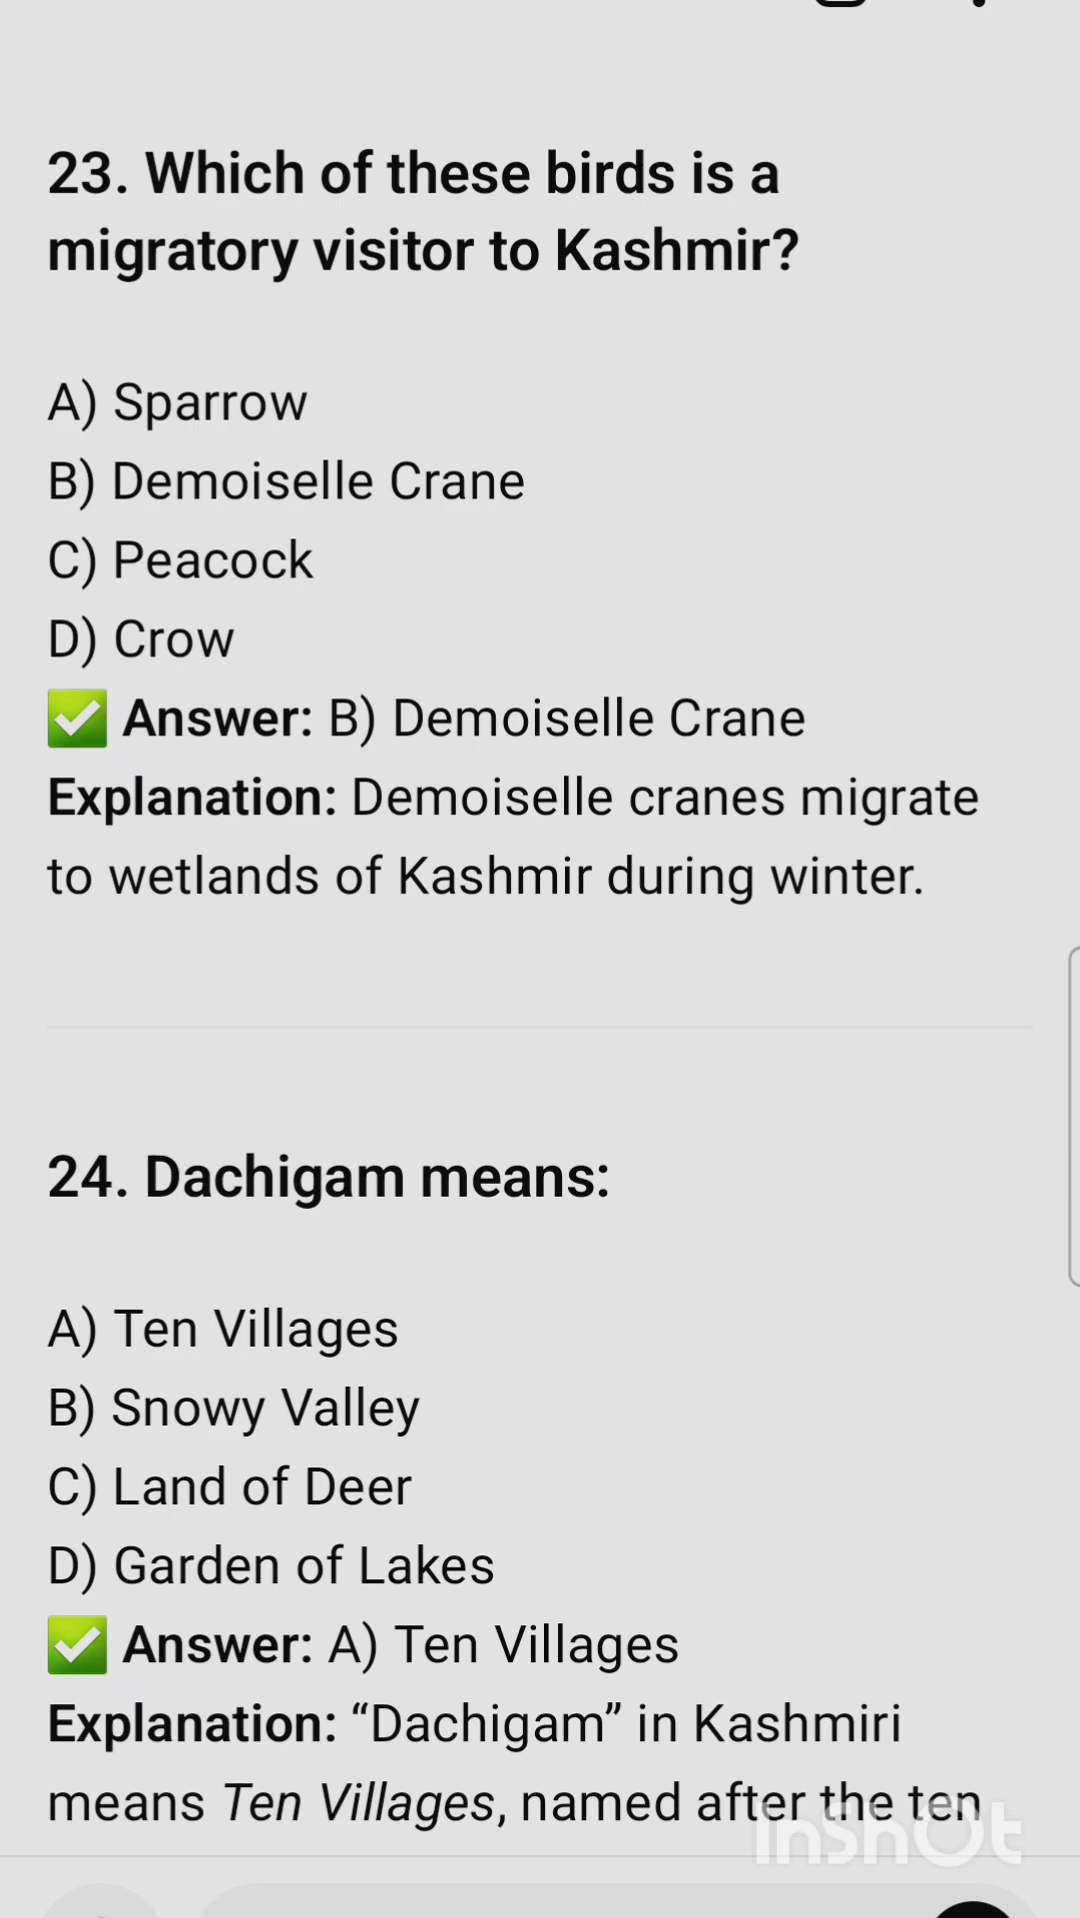 23. Which of these birds is a
migratory visitor to Kashmir?
A) Sparrow
B) Demoiselle Crane
C) Peacock
D) Crow
✅ Answer: B) Demoiselle Crane
Explanation: Demoiselle cranes migrate
to wetlands of Kashmir during winter.
24. Dachigam means:
A) Ten Villages
B) Snowy Valley
C) Land of Deer
D) Garden of Lakes
✅ Answer: A) Ten Villages
Explanation: “Dachigam” in Kashmiri
means Ten Villages, named after the ten
InShOt